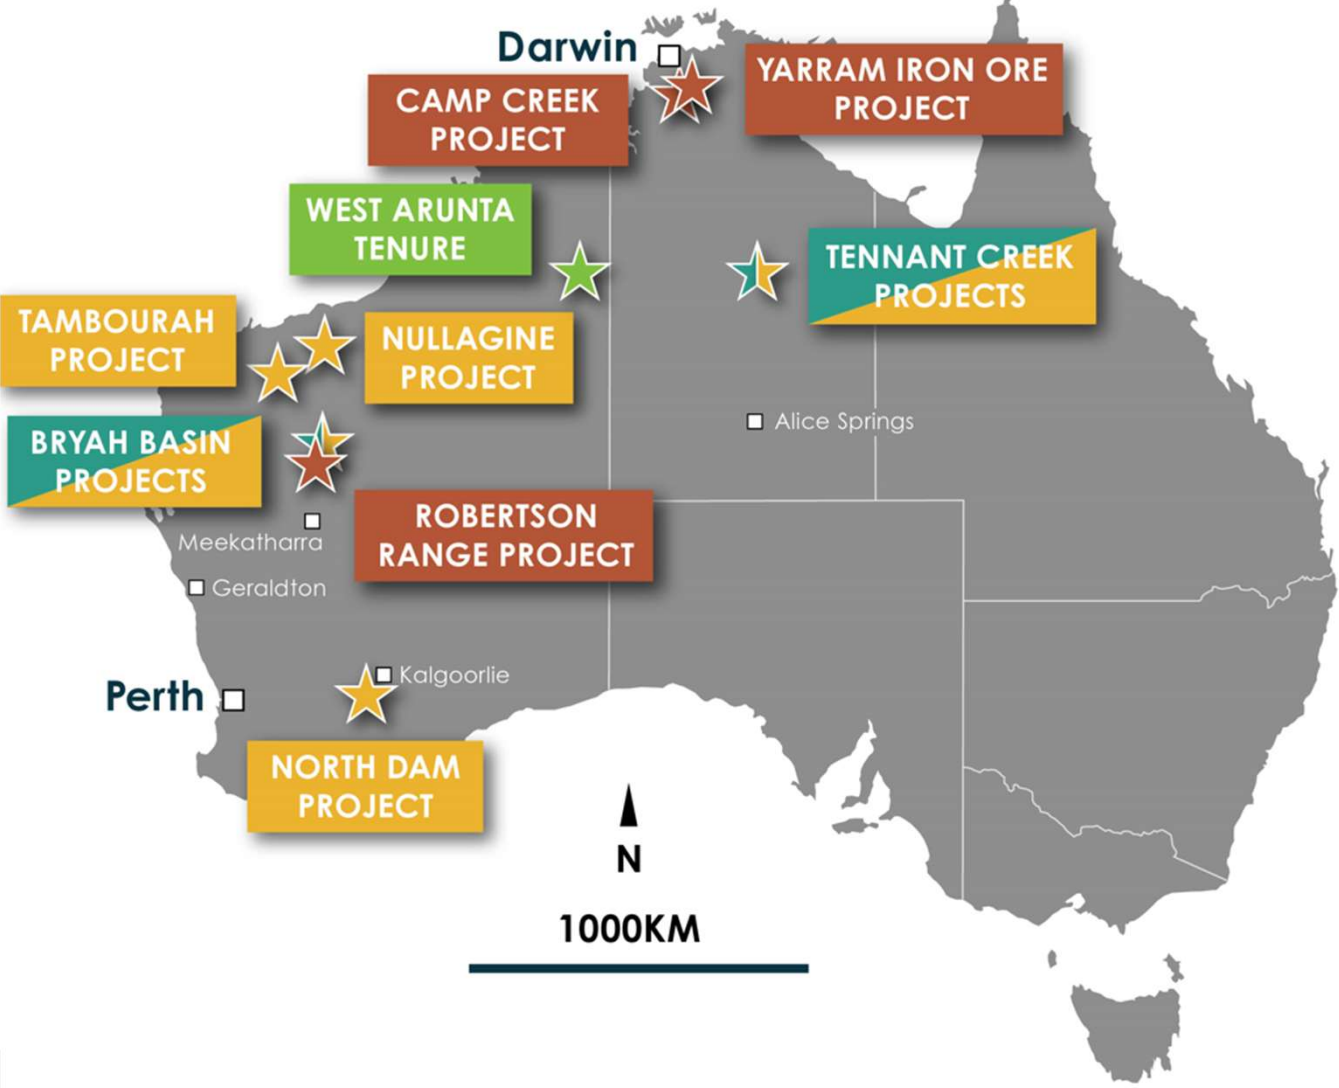 Darwin
YARRAM IRON ORE
PROJECT
CAMP CREEK
PROJECT
WEST ARUNTA
TENURE
TENNANT CREEK
PROJECTS
TAMBOURAH
PROJECT
NULLAGINE
PROJECT
Alice Springs
BRYAH BASIN
PROJECTS
ROBERTSON
RANGE PROJECT
Meekatharra
Geraldton
Kalgoorlie
Perth
NORTH DAM
PROJECT
N
1000KM